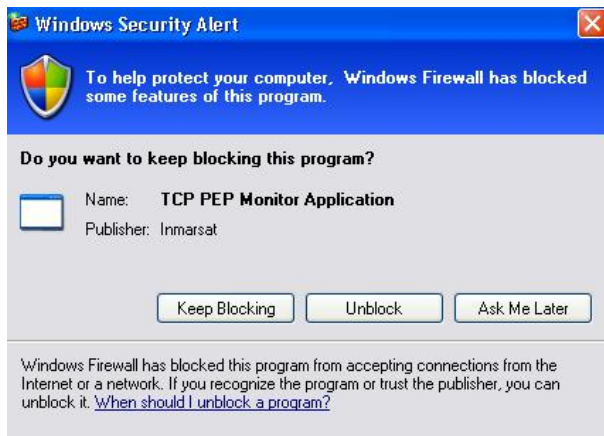 Windows Security Alert
To help protect your computer, Windows Firewall has blocked
some features of this program.
Do you want to keep blocking this program?
Name: TCP PEP Monitor Application
Publisher: Inmarsat
Keep Blocking Unblock Ask Me Later
Windows Firewall has blocked this program from accepting connections from the
Internet or a network. If you recognize the program or trust the publisher, you can
unblock it. When should I unblock a program?